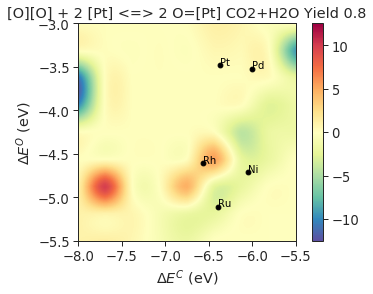 [O][O] + 2 [Pt] <=> 2 O=[Pt] CO2+H2O Yield 0.8
−3.0
−3.5
−4.0
−4.5
−5.0
−5.5
ΔE^O (eV)
Pt
Pd
Rh
Ni
Ru
−8.0 −7.5 −7.0 −6.5 −6.0 −5.5
ΔE^C (eV)
10
5
0
−5
−10